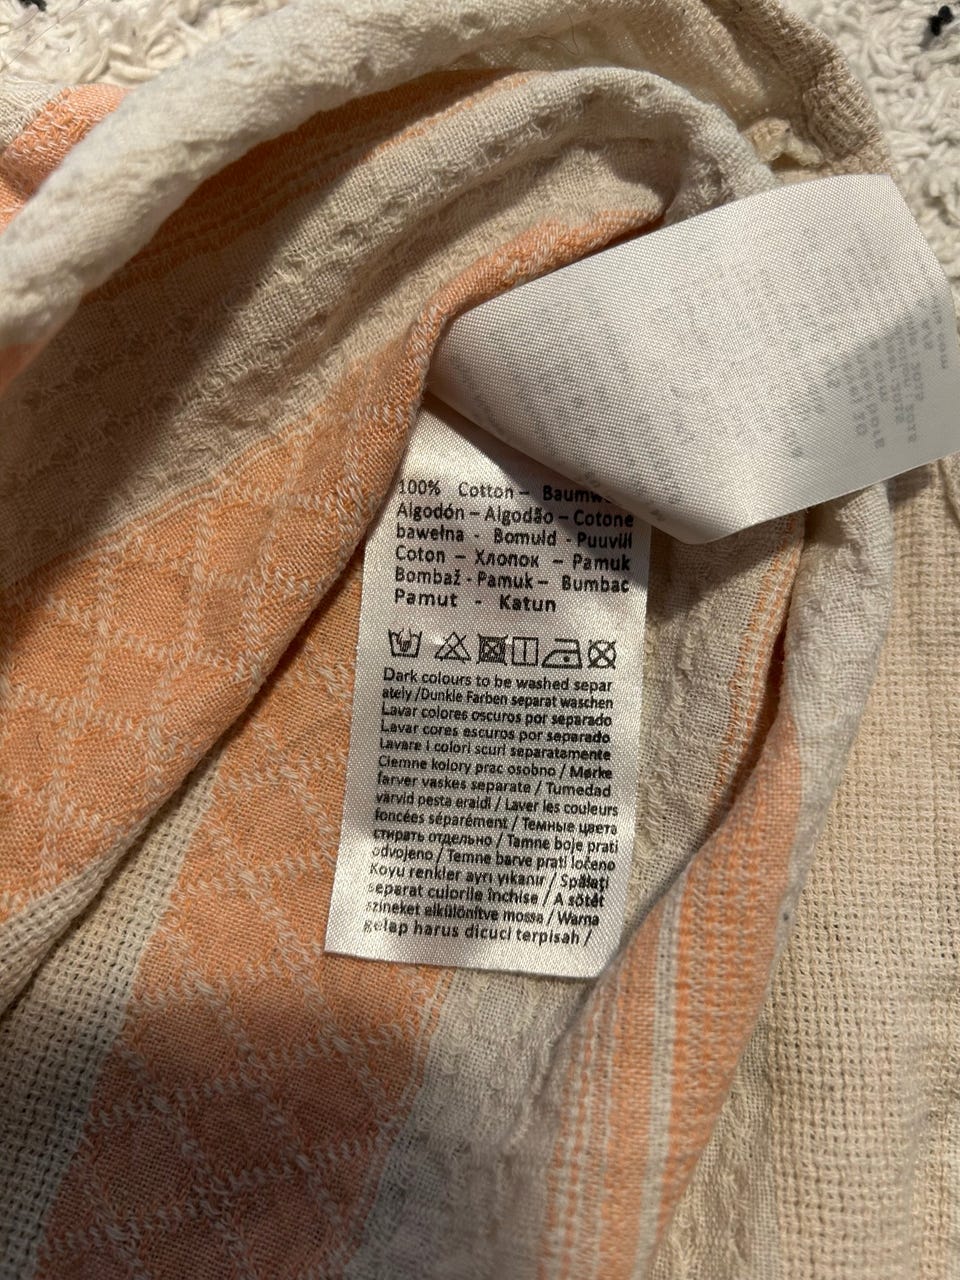 100% Cotton –
Algodón – Algodão – Cotone
bawełna - Bomuld - Puuvill
Coton – Хлопок – Pamuk
Bombaž - Pamuk – Bumbac
Pamut - Katun
Dark colours to be washed separ
ately /Dunkle Farben separat waschen
Lavar colores oscuros por separado
Lavar cores escuros por separado
Lavare i colori scuri separatamente
Ciemne kolory prac osobno / Mørke
farver vaskes separate / Tumedad
värvid pesta eraldi / Laver les couleurs
foncées séparément / Темные цвета
стирать отдельно / Tamne boje prati
odvojeno / Temne barve prati ločeno
Koyu renkler ayrı yıkanır / Spălați
separat culorile închise / A sötét
színeket elkülönítve mossa / Warna
gelap harus dicuci terpisah /